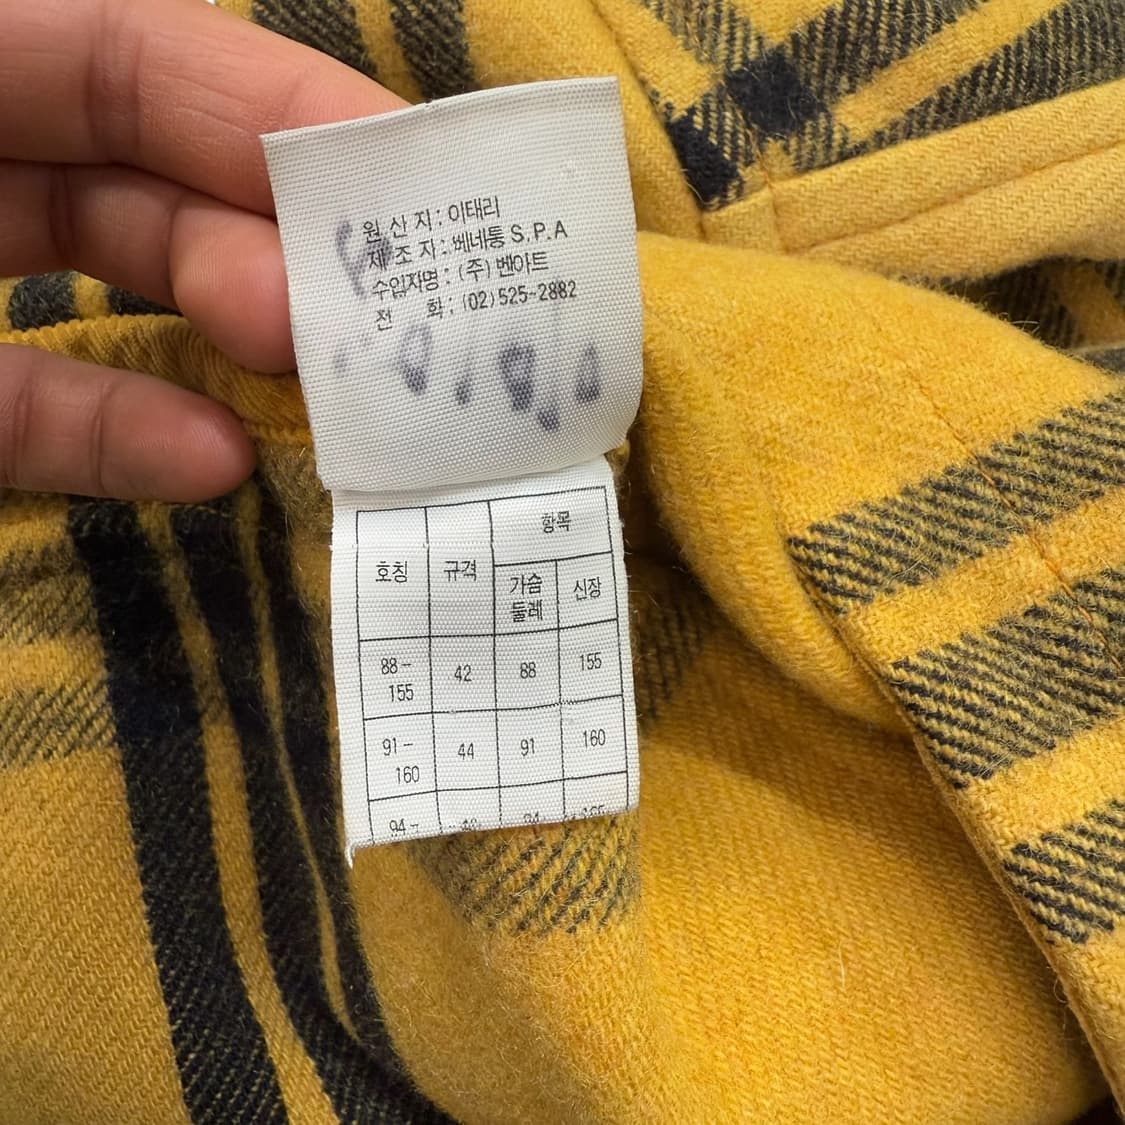 원 산 지 : 이태리
제 조 자 : 베네통 S.P.A
수입자명 : (주) 벤아트
전 화 : (02) 525-2882
항목
호칭 규격 가슴 신장
둘레
88 - 155 42 88 155
91 - 160 44 91 160
94 -